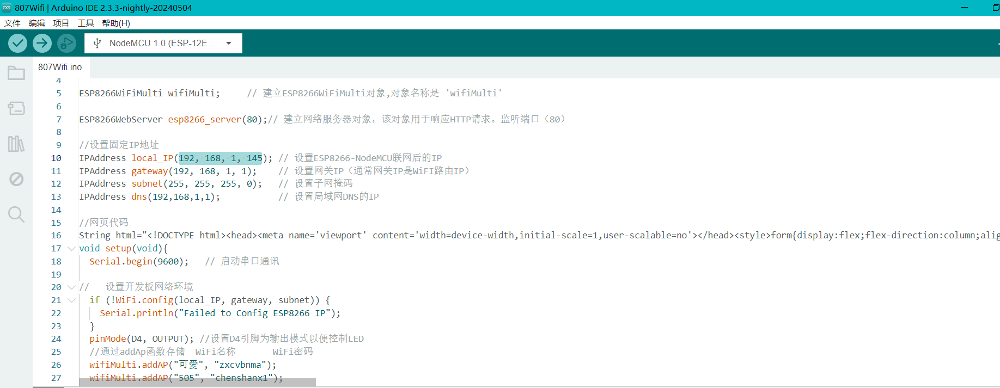 807Wifi | Arduino IDE 2.3.3-nightly-20240504
文件 编辑 项目 工具 帮助(H)
NodeMCU 1.0 (ESP-12E ...
807Wifi.ino
4
5 ESP8266WiFiMulti wifiMulti; // 建立ESP8266WiFiMulti对象,对象名称是 'wifiMulti'
6
7 ESP8266WebServer esp8266_server(80);// 建立网络服务器对象，该对象用于响应HTTP请求。监听端口（80）
8
9 //设置固定IP地址
10 IPAddress local_IP(192, 168, 1, 145); // 设置ESP8266-NodeMCU联网后的IP
11 IPAddress gateway(192, 168, 1, 1); // 设置网关IP（通常网关IP是WiFI路由IP）
12 IPAddress subnet(255, 255, 255, 0); // 设置子网掩码
13 IPAddress dns(192,168,1,1); // 设置局域网DNS的IP
14
15 //网页代码
16 String html="<!DOCTYPE html><head><meta name='viewport' content='width=device-width,initial-scale=1,user-scalable=no'></head><style>form{display:flex;flex-direction:column;alig
17 void setup(void){
18 Serial.begin(9600); // 启动串口通讯
19
20 // 设置开发板网络环境
21 if (!WiFi.config(local_IP, gateway, subnet)) {
22 Serial.println("Failed to Config ESP8266 IP");
23 }
24 pinMode(D4, OUTPUT); //设置D4引脚为输出模式以便控制LED
25 //通过addAp函数存储 WiFi名称 WiFi密码
26 wifiMulti.addAP("可愛", "zxcvbnma");
27 wifiMulti.addAP("505", "chenshanx1");